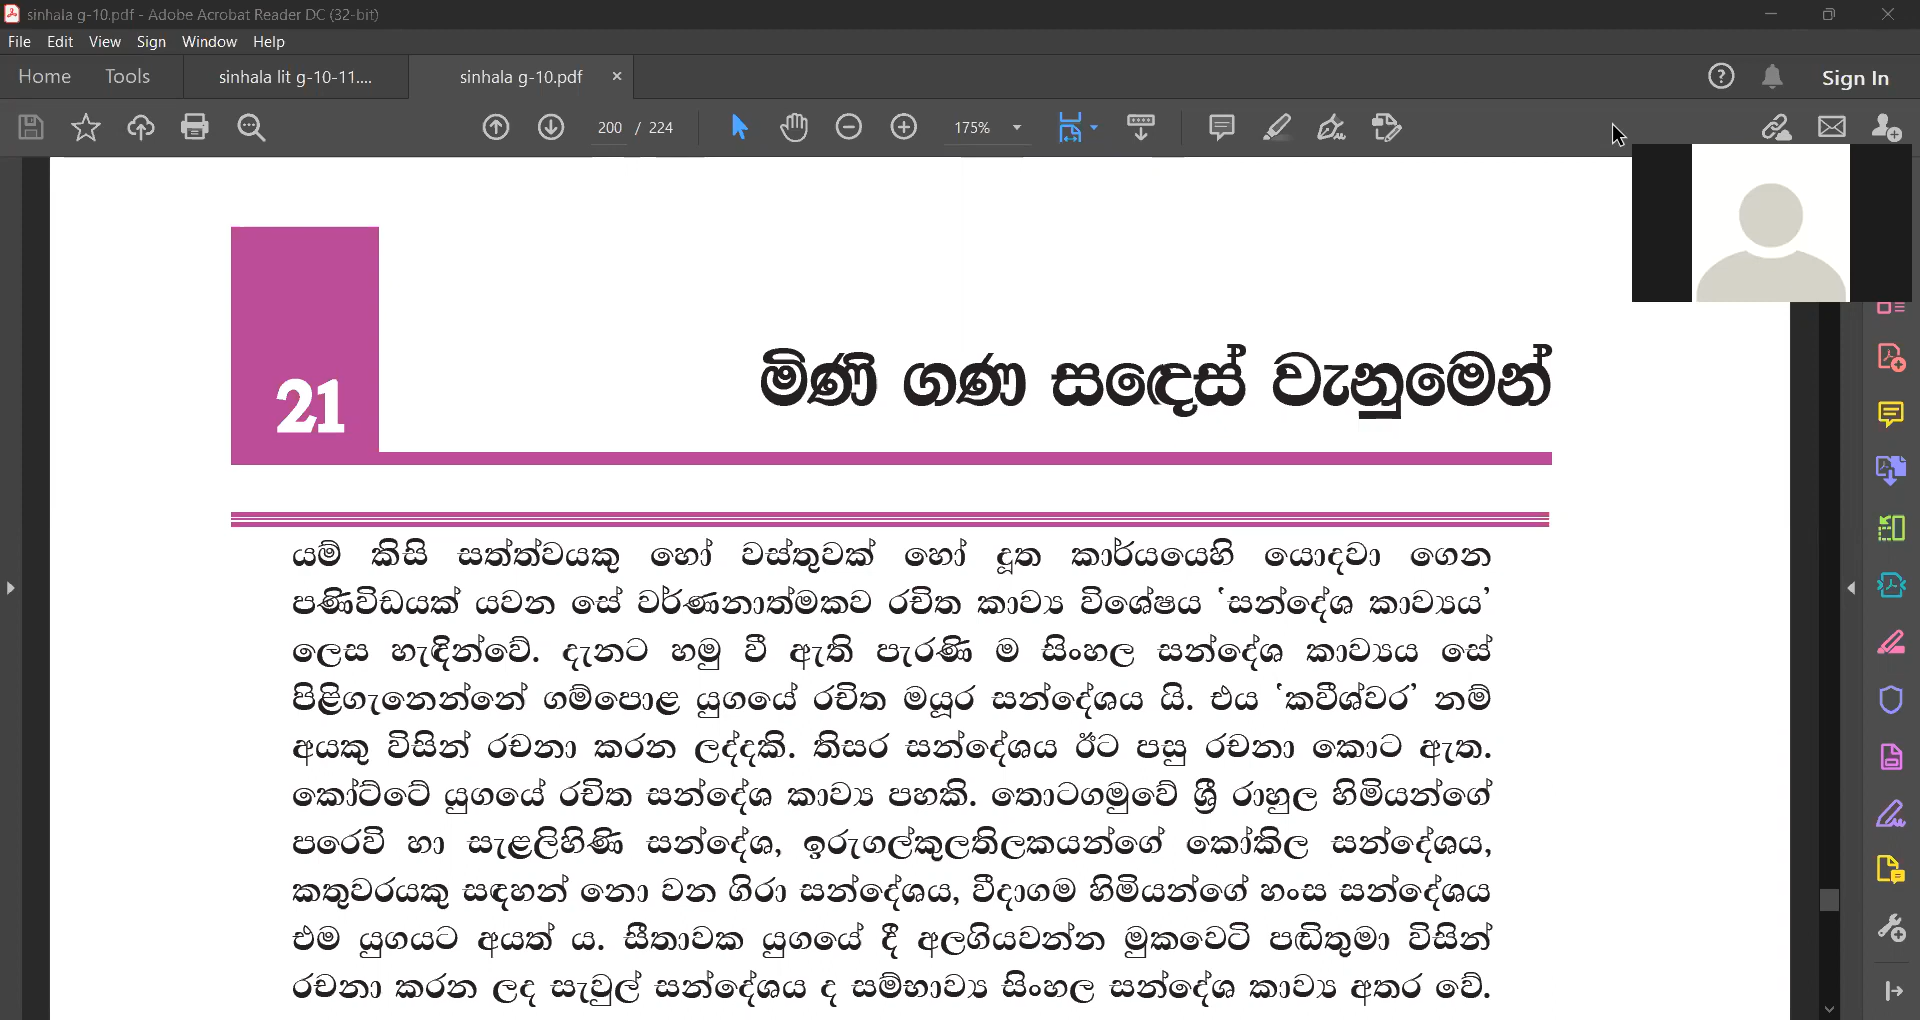 sinhala g-10.pdf - Adobe Acrobat Reader DC (32-bit)
File Edit View Sign Window Help
Home Tools sinhala lit g-10-11.... sinhala g-10.pdf × Sign In
200 / 224 175%
21
මිණි ගණ සඳෙස් වැනුමෙන්
යම් කිසි සත්ත්වයකු හෝ වස්තුවක් හෝ දූත කාර්යයෙහි යොදවා ගෙන
පණිවිඩයක් යවන සේ වර්ණනාත්මකව රචිත කාව්‍ය විශේෂය ‘සන්දේශ කාව්‍යය’
ලෙස හැඳින්වේ. දැනට හමු වී ඇති පැරණි ම සිංහල සන්දේශ කාව්‍යය සේ
පිළිගැනෙන්නේ ගම්පොළ යුගයේ රචිත මයූර සන්දේශය යි. එය ‘කවීශ්වර’ නම්
අයකු විසින් රචනා කරන ලද්දකි. තිසර සන්දේශය ඊට පසු රචනා කොට ඇත.
කෝට්ටේ යුගයේ රචිත සන්දේශ කාව්‍ය පහකි. තොටගමුවේ ශ්‍රී රාහුල හිමියන්ගේ
පරෙවි හා සැළලිහිණි සන්දේශ, ඉරුගල්කුලතිලකයන්ගේ කෝකිල සන්දේශය,
කතුවරයකු සඳහන් නො වන ගිරා සන්දේශය, වීදාගම හිමියන්ගේ හංස සන්දේශය
එම යුගයට අයත් ය. සීතාවක යුගයේ දී අලගියවන්න මුකවෙටි පඬිතුමා විසින්
රචනා කරන ලද සැවුල් සන්දේශය ද සම්භාව්‍ය සිංහල සන්දේශ කාව්‍ය අතර වේ.